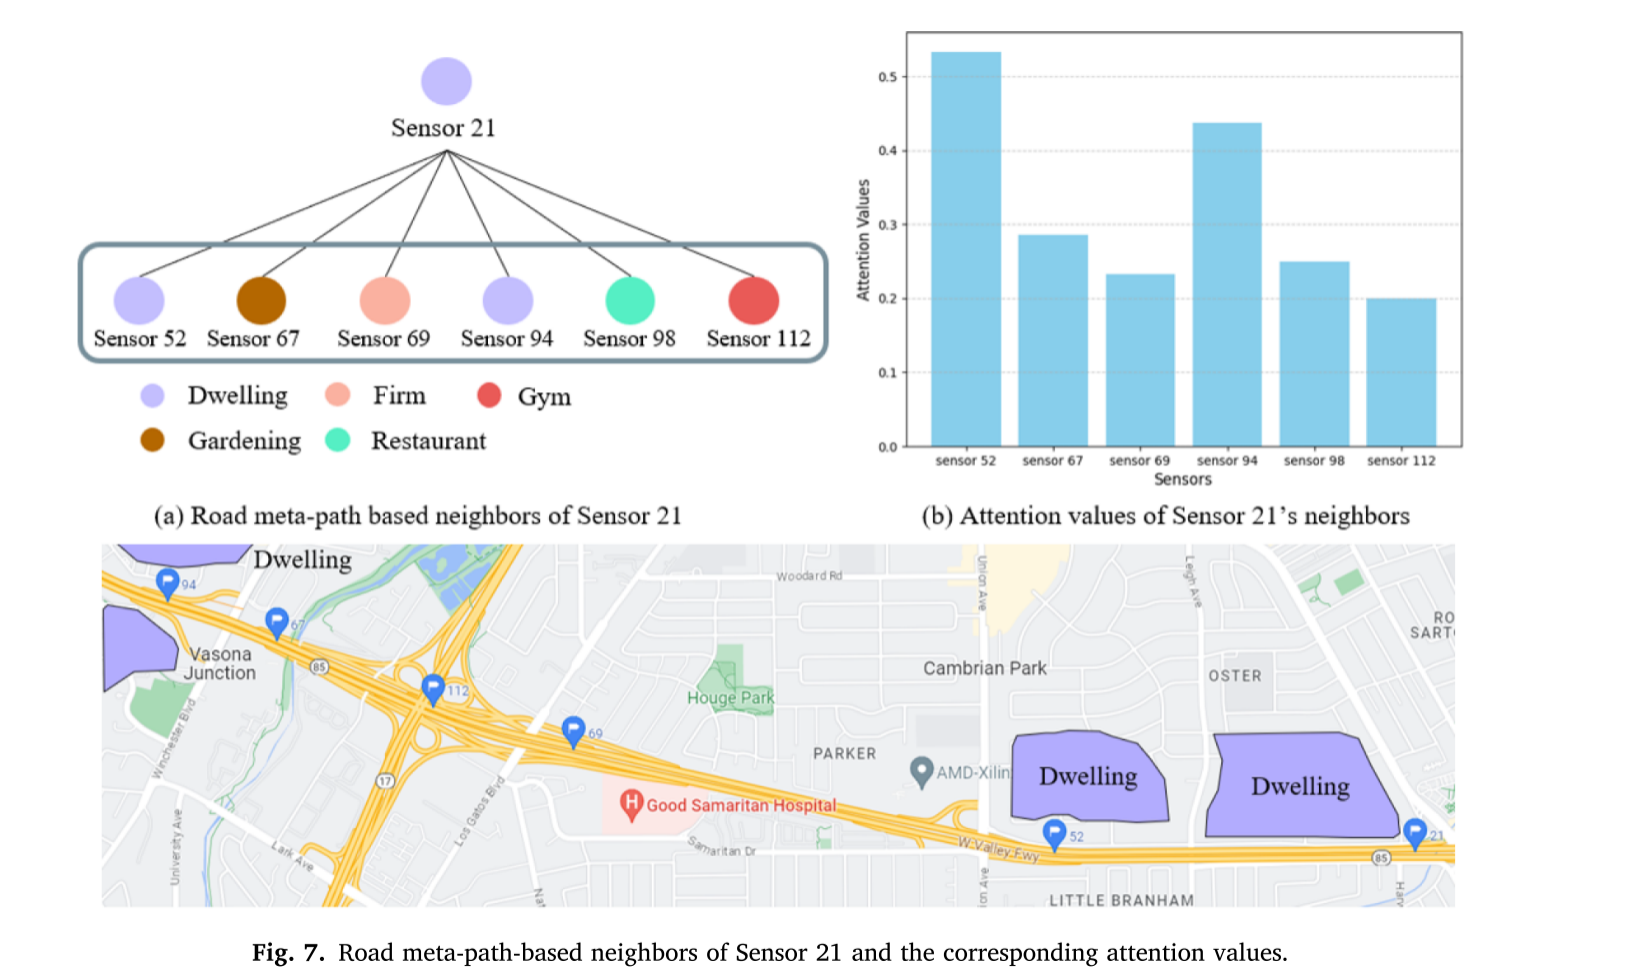 Sensor 21
Sensor 52 Sensor 67 Sensor 69 Sensor 94 Sensor 98 Sensor 112
Dwelling Firm Gym
Gardening Restaurant
(a) Road meta-path based neighbors of Sensor 21
Attention Values
0.5
0.4
0.3
0.2
0.1
0.0
sensor 52 sensor 67 sensor 69 sensor 94 sensor 98 sensor 112
Sensors
(b) Attention values of Sensor 21's neighbors
Dwelling
94
67
Vasona
Junction
85
112
69
17
Winchester Blvd
University Ave
Lark Ave
Los Gatos Blvd
Woodard Rd
Union Ave
Leigh Ave
Houge Park
Cambrian Park
OSTER
PARKER
AMD-Xilin
Good Samaritan Hospital
Samaritan Dr
W Valley Fwy
Dwelling
Dwelling
52
21
85
LITTLE BRANHAM
RO
SART
Nat
ion Ave
Fig. 7. Road meta-path-based neighbors of Sensor 21 and the corresponding attention values.